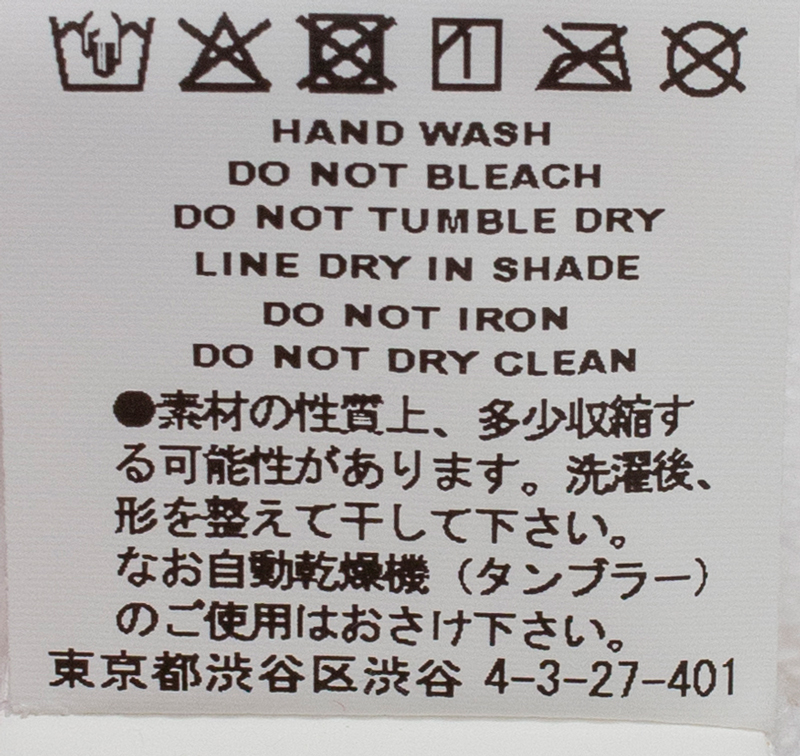 HAND WASH
DO NOT BLEACH
DO NOT TUMBLE DRY
LINE DRY IN SHADE
DO NOT IRON
DO NOT DRY CLEAN
●素材の性質上、多少収縮す
る可能性があります。洗濯後、
形を整えて干して下さい。
なお自動乾燥機（タンブラー）
のご使用はおさけ下さい。
東京都渋谷区渋谷 4-3-27-401